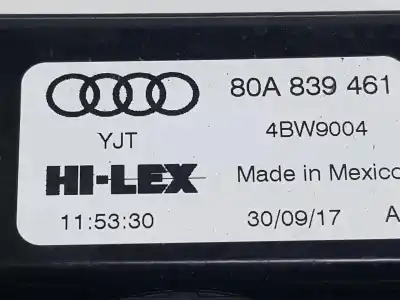 80A 839 461
YJT
4BW9004
HI-LEX
Made in Mexico
11:53:30
30/09/17
A